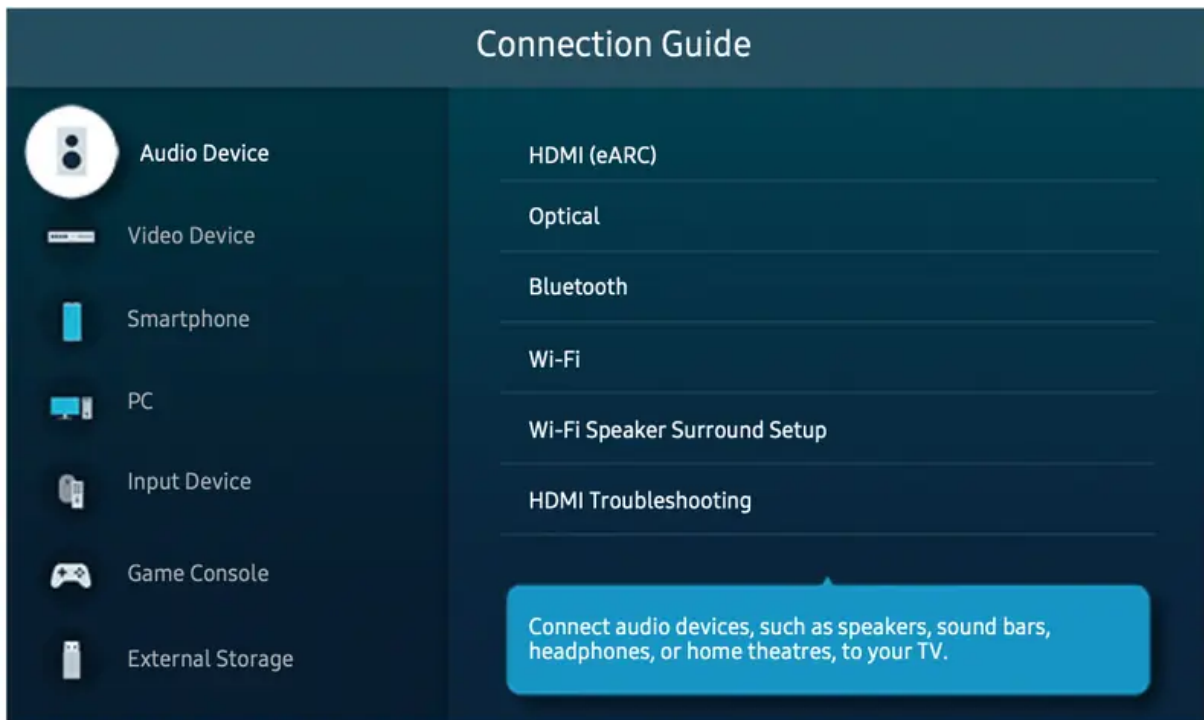 Connection Guide
Audio Device
Video Device
Smartphone
PC
Input Device
Game Console
External Storage
HDMI (eARC)
Optical
Bluetooth
Wi-Fi
Wi-Fi Speaker Surround Setup
HDMI Troubleshooting
Connect audio devices, such as speakers, sound bars,
headphones, or home theatres, to your TV.